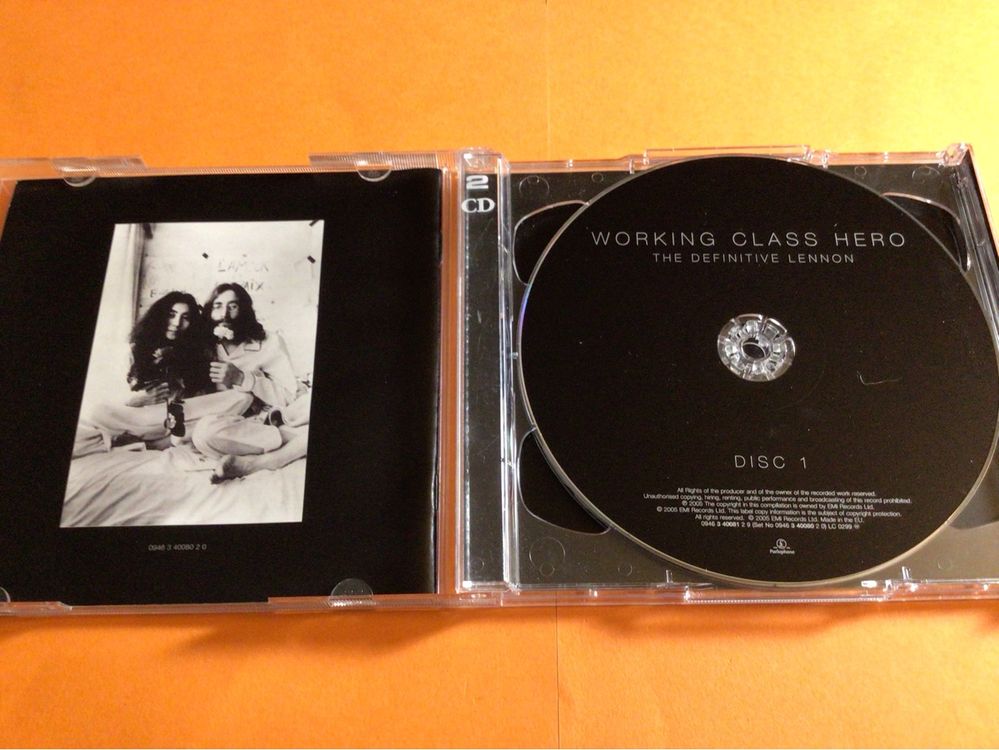 0946 3 40080 2 0
2
CD
WORKING CLASS HERO
THE DEFINITIVE LENNON
DISC 1
All Rights of the producer and of the owner of the recorded work reserved.
Unauthorised copying, hiring, renting, public performance and broadcasting of this record prohibited.
℗ 2005 The copyright in this compilation is owned by EMI Records Ltd.
© 2005 EMI Records Ltd. This label copy information is the subject of copyright protection.
All rights reserved. © 2005 EMI Records Ltd. Made in the EU.
0946 3 40081 2 9 (Set No 0946 3 40080 2 0) LC 0299
Parlophone